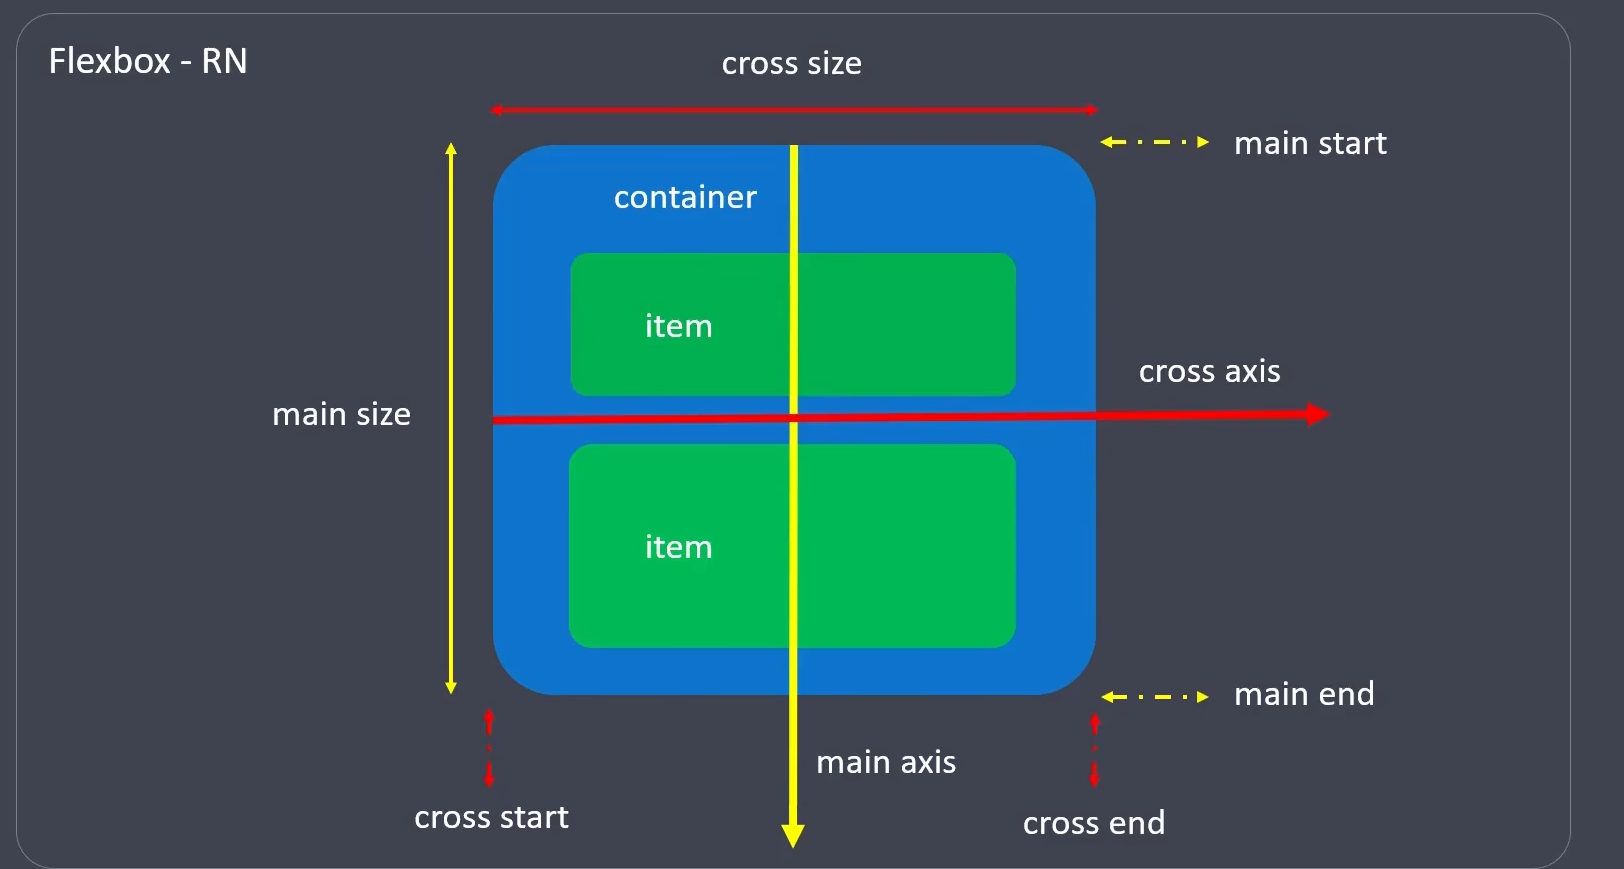 Flexbox - RN
cross size
main start
container
item
cross axis
main size
item
main end
main axis
cross start
cross end